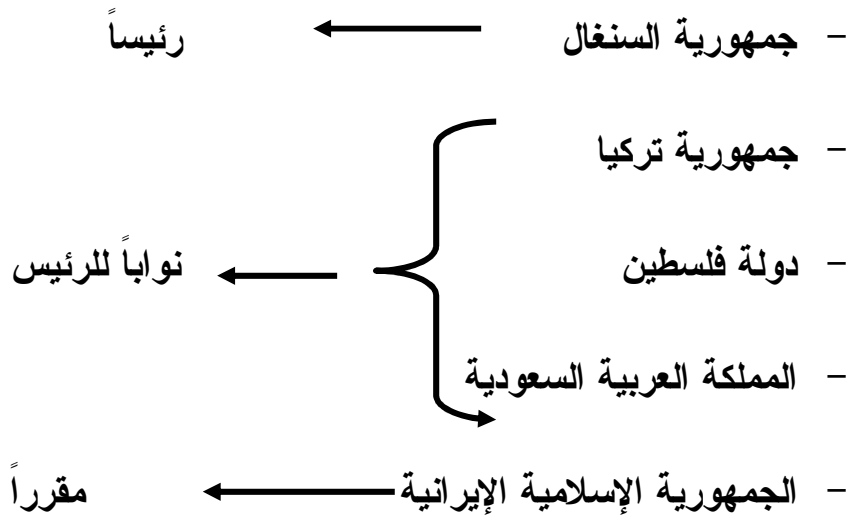 - جمهورية السنغال رئيساً
- جمهورية تركيا
- دولة فلسطين نواباً للرئيس
- المملكة العربية السعودية
- الجمهورية الإسلامية الإيرانية مقرراً